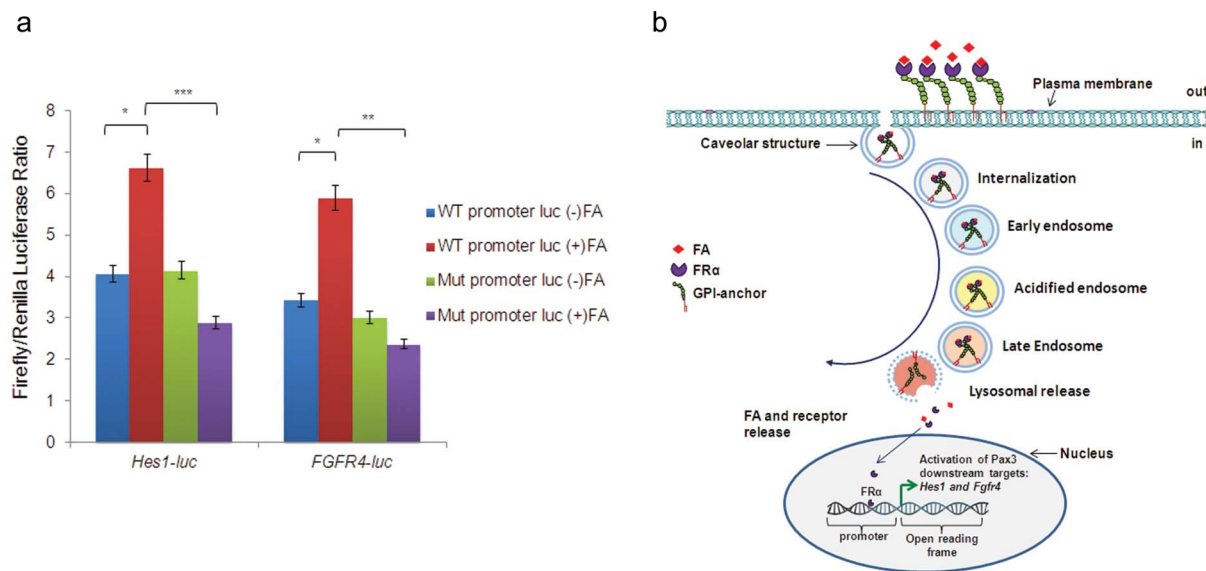 a
8
7
6
5
4
3
2
1
0
Firefly/Renilla Luciferase Ratio
*
***
*
**
Hes1-luc
FGFR4-luc
WT promoter luc (-)FA
WT promoter luc (+)FA
Mut promoter luc (-)FA
Mut promoter luc (+)FA
b
Plasma membrane
out
in
Caveolar structure
Internalization
Early endosome
Acidified endosome
Late Endosome
Lysosomal release
FA
FRα
GPI-anchor
FA and receptor
release
Nucleus
Activation of Pax3
downstream targets:
Hes1 and Fgfr4
FRα
promoter
Open reading
frame